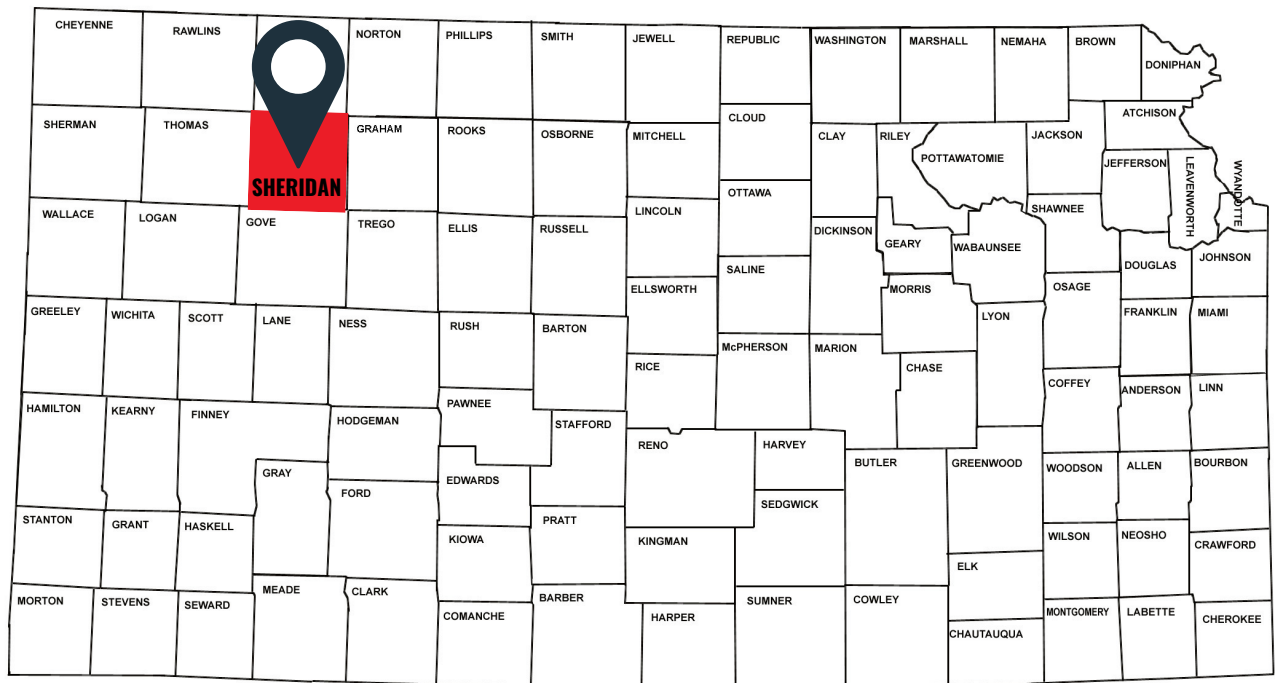 CHEYENNE
RAWLINS
NORTON
PHILLIPS
SMITH
JEWELL
REPUBLIC
WASHINGTON
MARSHALL
NEMAHA
BROWN
DONIPHAN
SHERMAN
THOMAS
SHERIDAN
GRAHAM
ROOKS
OSBORNE
MITCHELL
CLOUD
CLAY
RILEY
POTTAWATOMIE
JACKSON
ATCHISON
JEFFERSON
LEAVENWORTH
WYANDOTTE
WALLACE
LOGAN
GOVE
TREGO
ELLIS
RUSSELL
LINCOLN
OTTAWA
DICKINSON
GEARY
WABAUNSEE
SHAWNEE
DOUGLAS
JOHNSON
ELLSWORTH
SALINE
MORRIS
LYON
OSAGE
FRANKLIN
MIAMI
GREELEY
WICHITA
SCOTT
LANE
NESS
RUSH
BARTON
RICE
McPHERSON
MARION
CHASE
COFFEY
ANDERSON
LINN
HAMILTON
KEARNY
FINNEY
HODGEMAN
PAWNEE
STAFFORD
RENO
HARVEY
BUTLER
GREENWOOD
WOODSON
ALLEN
BOURBON
GRAY
FORD
EDWARDS
SEDGWICK
STANTON
GRANT
HASKELL
KIOWA
PRATT
KINGMAN
WILSON
NEOSHO
CRAWFORD
ELK
MORTON
STEVENS
SEWARD
MEADE
CLARK
COMANCHE
BARBER
HARPER
SUMNER
COWLEY
CHAUTAUQUA
MONTGOMERY
LABETTE
CHEROKEE